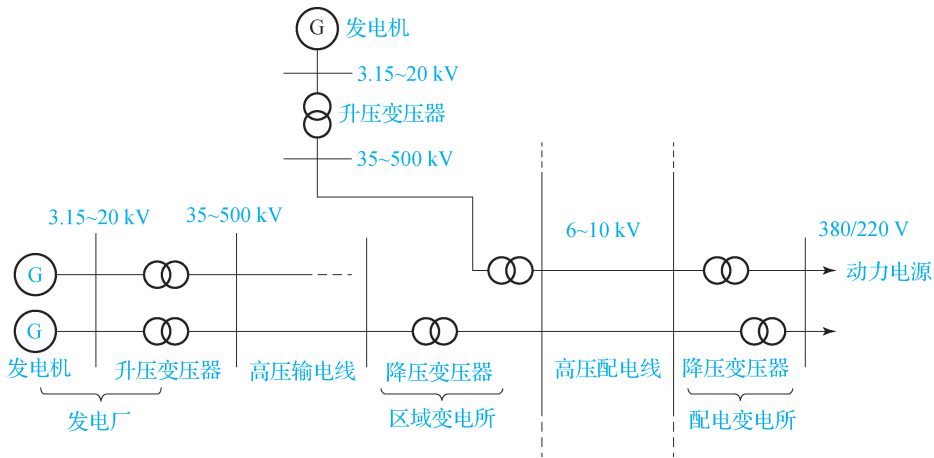 G 发电机
3.15~20 kV
升压变压器
35~500 kV
3.15~20 kV 35~500 kV 6~10 kV 380/220 V
G 动力电源
G
发电机 升压变压器 高压输电线 降压变压器 高压配电线 降压变压器
发电厂 区域变电所 配电变电所